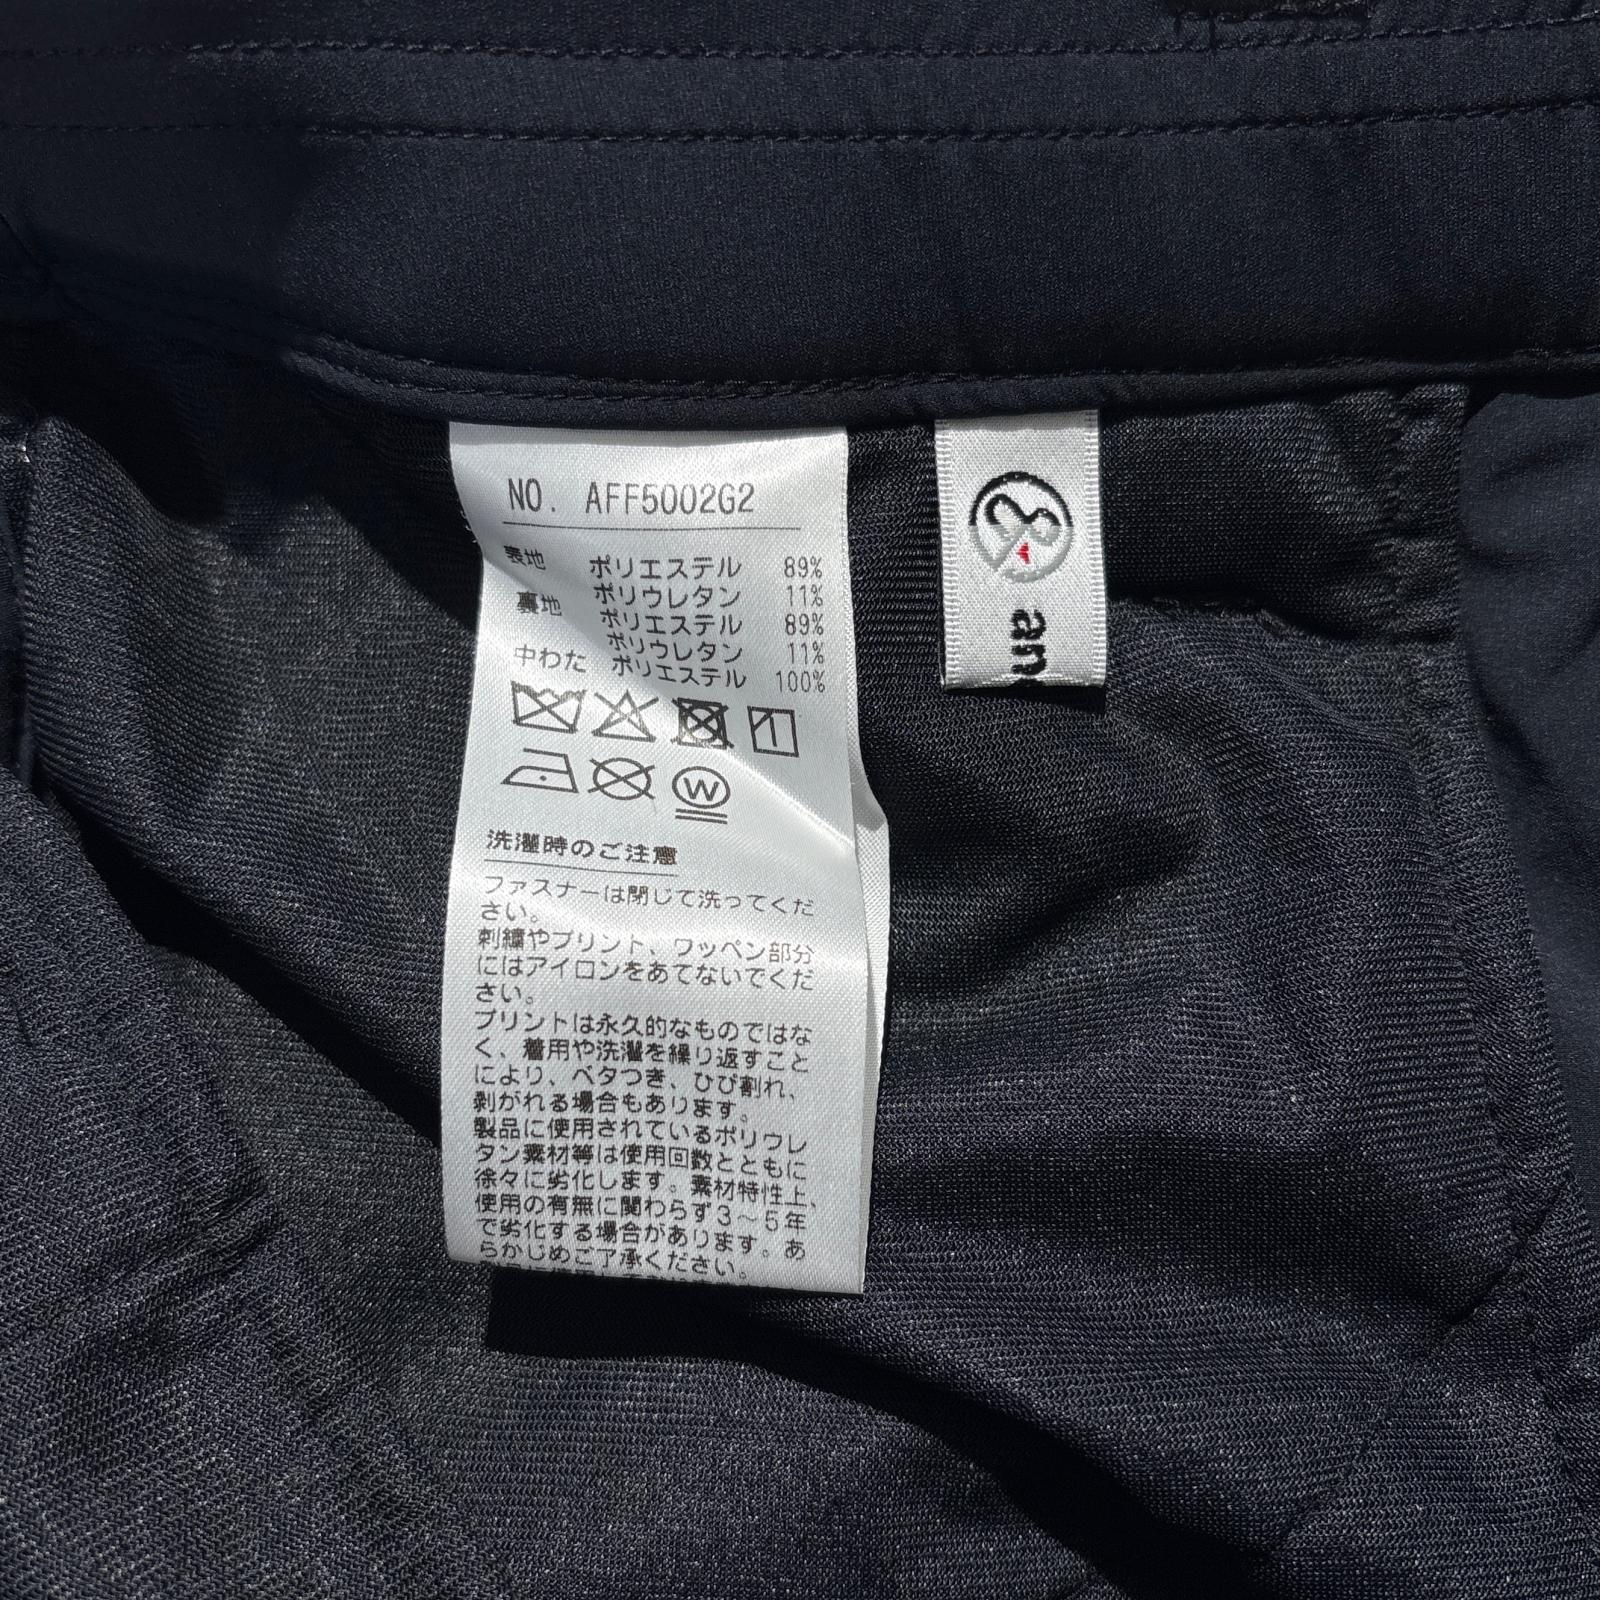 NO. AFF5002G2
表地 ポリエステル 89%
ポリウレタン 11%
裏地 ポリエステル 89%
ポリウレタン 11%
中わた ポリエステル 100%
W
洗濯時のご注意
ファスナーは閉じて洗ってくだ
さい。
刺繍やプリント、ワッペン部分
にはアイロンをあてないでくだ
さい。
プリントは永久的なものではな
く、着用や洗濯を繰り返すこと
により、ベタつき、ひび割れ、
剥がれる場合もあります。
製品に使用されているポリウレ
タン素材等は使用回数とともに
徐々に劣化します。素材特性上、
使用の有無に関わらず3～5年
で劣化する場合があります。あ
らかじめご了承ください。
an